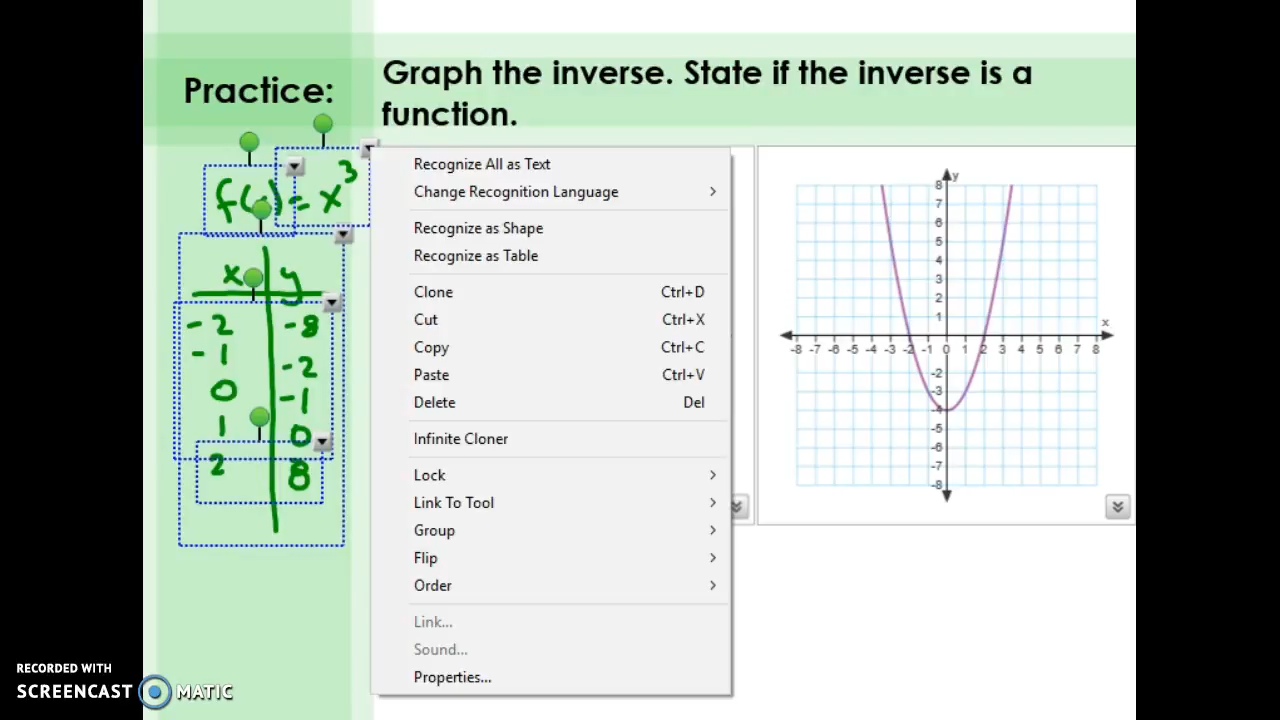 Practice:
Graph the inverse. State if the inverse is a
function.
f(x) = x³
x y
-2 -8
-1 -2
0 -1
1 0
2 8
Recognize All as Text
Change Recognition Language
Recognize as Shape
Recognize as Table
Clone Ctrl+D
Cut Ctrl+X
Copy Ctrl+C
Paste Ctrl+V
Delete Del
Infinite Cloner
Lock
Link To Tool
Group
Flip
Order
Link...
Sound...
Properties...
y
8
7
6
5
4
3
2
1
x
-8 -7 -6 -5 -4 -3 -2 -1 0 1 2 3 4 5 6 7 8
-2
-3
-4
-5
-6
-7
-8
RECORDED WITH
SCREENCAST MATIC